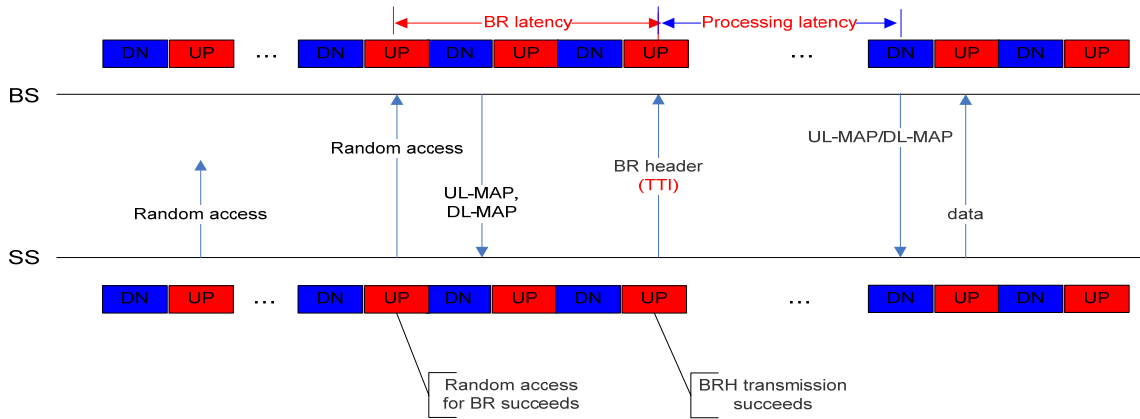 BR latency Processing latency
DN UP ... DN UP DN UP DN UP ... DN UP DN UP
BS
Random access
UL-MAP/DL-MAP
BR header
(TTI)
UL-MAP,
DL-MAP
Random access
data
SS
DN UP ... DN UP DN UP DN UP ... DN UP DN UP
Random access
for BR succeeds
BRH transmission
succeeds